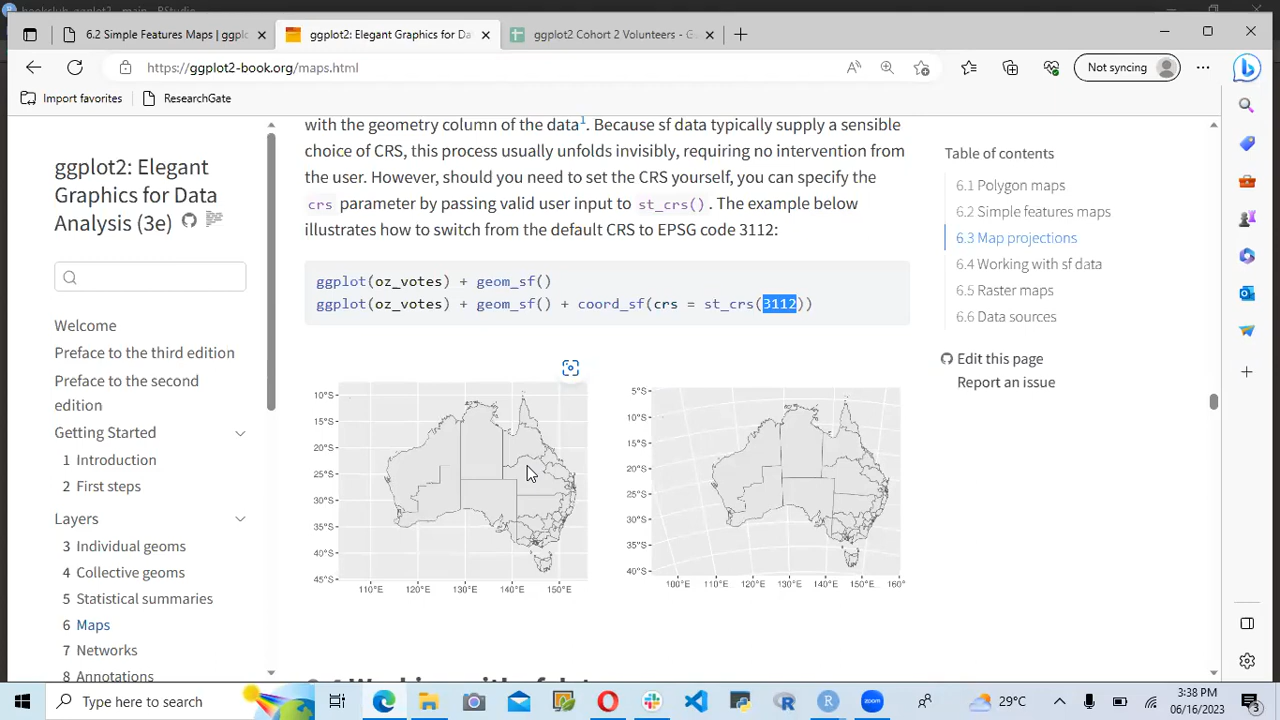 bookclub-ggplot2 - main - RStudio
6.2 Simple Features Maps | ggplo
ggplot2: Elegant Graphics for Da
ggplot2 Cohort 2 Volunteers - G
https://ggplot2-book.org/maps.html
Not syncing
Import favorites
ResearchGate
ggplot2: Elegant
Graphics for Data
Analysis (3e)
Welcome
Preface to the third edition
Preface to the second
edition
Getting Started
1 Introduction
2 First steps
Layers
3 Individual geoms
4 Collective geoms
5 Statistical summaries
6 Maps
7 Networks
8 Annotations
with the geometry column of the data1. Because sf data typically supply a sensible
choice of CRS, this process usually unfolds invisibly, requiring no intervention from
the user. However, should you need to set the CRS yourself, you can specify the
crs parameter by passing valid user input to st_crs(). The example below
illustrates how to switch from the default CRS to EPSG code 3112:
ggplot(oz_votes) + geom_sf()
ggplot(oz_votes) + geom_sf() + coord_sf(crs = st_crs(3112))
10°S
15°S
20°S
25°S
30°S
35°S
40°S
45°S
110°E 120°E 130°E 140°E 150°E
5°S
10°S
15°S
20°S
25°S
30°S
35°S
40°S
100°E 110°E 120°E 130°E 140°E 150°E 160°
Table of contents
6.1 Polygon maps
6.2 Simple features maps
6.3 Map projections
6.4 Working with sf data
6.5 Raster maps
6.6 Data sources
Edit this page
Report an issue
Type here to search
29°C
3:38 PM
06/16/2023
3